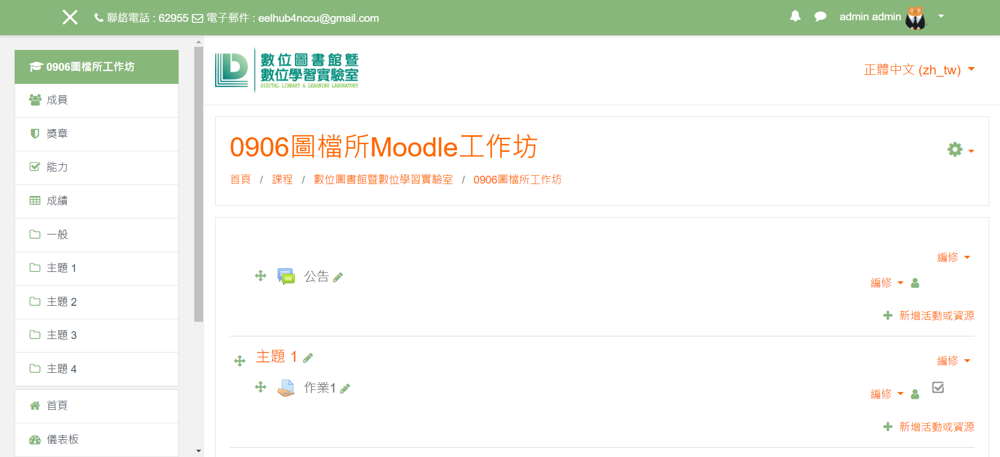 聯絡電話 : 62955 電子郵件 : eelhub4nccu@gmail.com
admin admin
0906圖檔所工作坊
成員
獎章
能力
成績
一般
主題 1
主題 2
主題 3
主題 4
首頁
儀表板
數位圖書館暨
數位學習實驗室
DIGITAL LIBRARY & LEARNING LABORATORY
正體中文 (zh_tw)
0906圖檔所Moodle工作坊
首頁 / 課程 / 數位圖書館暨數位學習實驗室 / 0906圖檔所工作坊
編修
公告
編修
新增活動或資源
主題 1
編修
作業1
編修
新增活動或資源